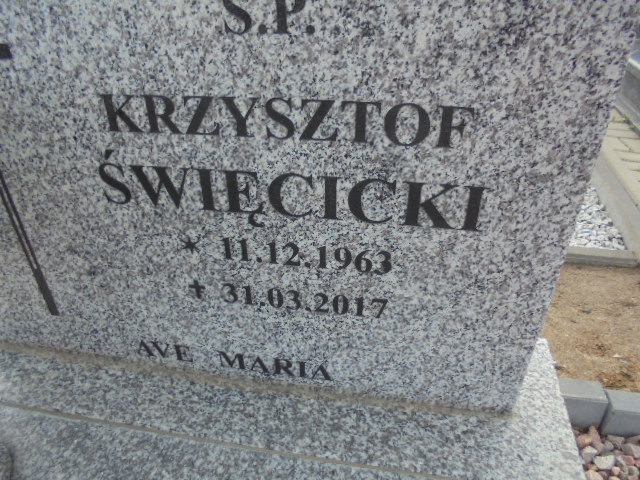 Ś.P.
KRZYSZTOF
ŚWIĘCICKI
* 11.12.1963
✝ 31.03.2017
AVE MARIA